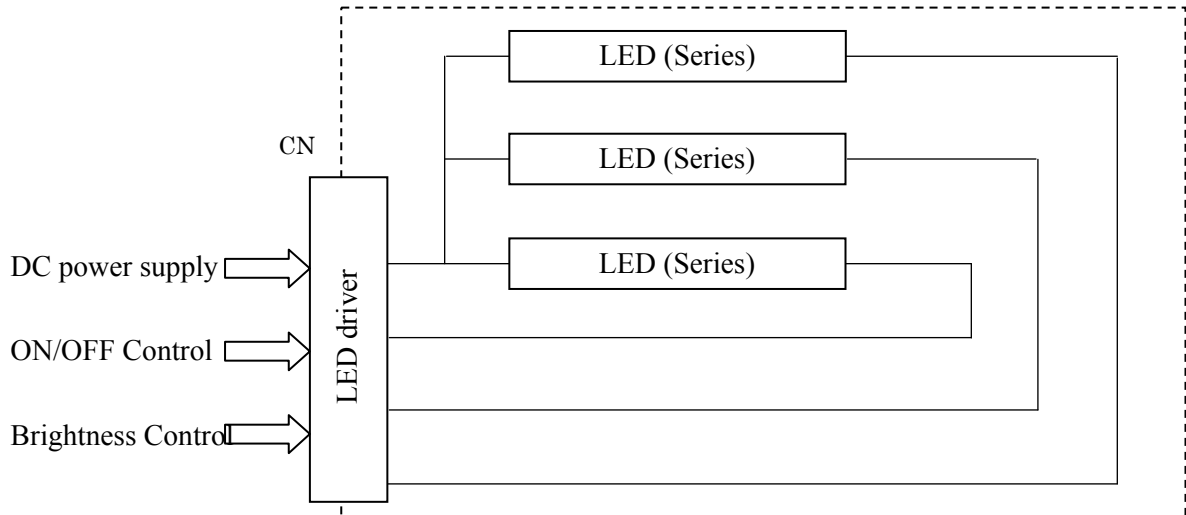 LED (Series)
CN
LED (Series)
DC power supply
LED (Series)
LED driver
ON/OFF Control
Brightness Control